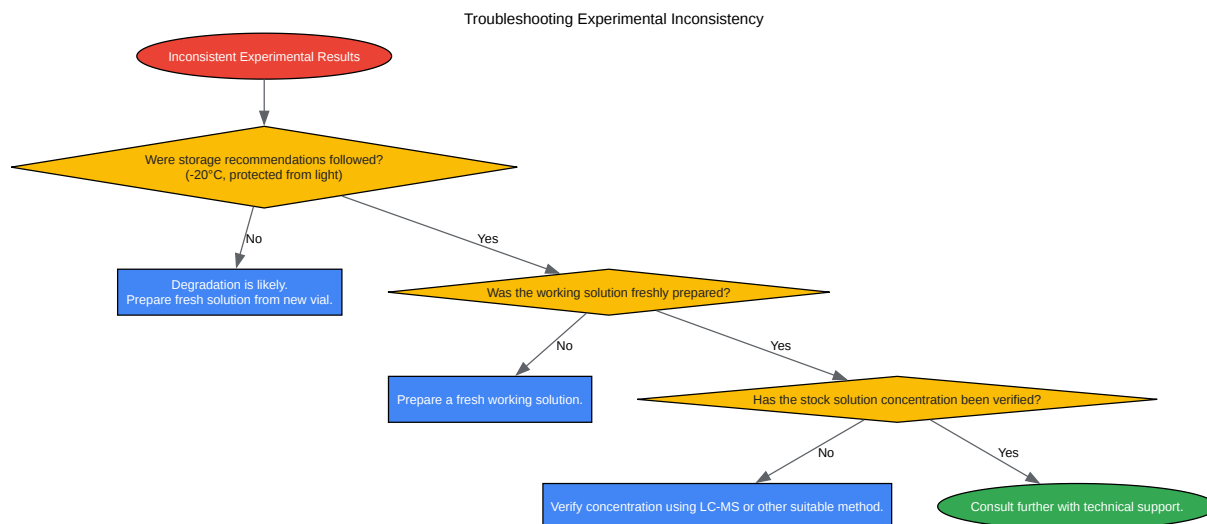 Troubleshooting Experimental Inconsistency
Inconsistent Experimental Results
Were storage recommendations followed?
(-20°C, protected from light)
No
Yes
Degradation is likely.
Prepare fresh solution from new vial.
Was the working solution freshly prepared?
No
Yes
Prepare a fresh working solution.
Has the stock solution concentration been verified?
No
Yes
Verify concentration using LC-MS or other suitable method.
Consult further with technical support.